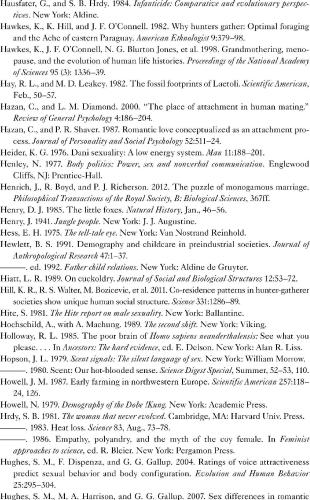 Hausfater, G., and S. B. Hrdy. 1984. Infanticide: Comparative and evolutionary perspec-
tives. New York: Aldine.
Hawkes, K., K. Hill, and J. F. O'Connell. 1982. Why hunters gather: Optimal foraging
and the Ache of eastern Paraguay. American Ethnologist 9:379–98.
Hawkes, K., J. F. O'Connell, N. G. Blurton Jones, et al. 1998. Grandmothering, meno-
pause, and the evolution of human life histories. Proceedings of the National Academy
of Sciences 95 (3): 1336–39.
Hay, R. L., and M. D. Leakey. 1982. The fossil footprints of Laetoli. Scientific American,
Feb., 50–57.
Hazan, C., and L. M. Diamond. 2000. "The place of attachment in human mating."
Review of General Psychology 4:186–204.
Hazan, C., and P. R. Shaver. 1987. Romantic love conceptualized as an attachment pro-
cess. Journal of Personality and Social Psychology 52:511–24.
Heider, K. G. 1976. Dani sexuality: A low energy system. Man 11:188–201.
Henley, N. 1977. Body politics: Power, sex and nonverbal communication. Englewood
Cliffs, NJ: Prentice-Hall.
Henrich, J., R. Boyd, and P. J. Richerson. 2012. The puzzle of monogamous marriage.
Philosophical Transactions of the Royal Society, B: Biological Sciences, 367ff.
Henry, D. J. 1985. The little foxes. Natural History, Jan., 46–56.
Henry, J. 1941. Jungle people. New York: J. J. Augustine.
Hess, E. H. 1975. The tell-tale eye. New York: Van Nostrand Reinhold.
Hewlett, B. S. 1991. Demography and childcare in preindustrial societies. Journal of
Anthropological Research 47:1–37.
———. ed. 1992. Father child relations. New York: Aldine de Gruyter.
Hiatt, L. R. 1989. On cuckoldry. Journal of Social and Biological Structures 12:53–72.
Hill, K. R., R. S. Walter, M. Bozicevic, et al. 2011. Co-residence patterns in hunter-gatherer
societies show unique human social structure. Science 331:1286–89.
Hite, S. 1981. The Hite report on male sexuality. New York: Ballantine.
Hochschild, A., with A. Machung. 1989. The second shift. New York: Viking.
Holloway, R. L. 1985. The poor brain of Homo sapiens neanderthalensis: See what you
please. . . . In Ancestors: The hard evidence, ed. E. Delson. New York: Alan R. Liss.
Hopson, J. L. 1979. Scent signals: The silent language of sex. New York: William Morrow.
———. 1980. Scent: Our hot-blooded sense. Science Digest Special, Summer, 52–53, 110.
Howell, J. M. 1987. Early farming in northwestern Europe. Scientific American 257:118–
24, 126.
Howell, N. 1979. Demography of the Dobe !Kung. New York: Academic Press.
Hrdy, S. B. 1981. The woman that never evolved. Cambridge, MA: Harvard Univ. Press.
———. 1983. Heat loss. Science 83, Aug., 73–78.
———. 1986. Empathy, polyandry, and the myth of the coy female. In Feminist
approaches to science, ed. R. Bleier. New York: Pergamon Press.
Hughes, S. M., F. Dispenza, and G. G. Gallup. 2004. Ratings of voice attractiveness
predict sexual behavior and body configuration. Evolution and Human Behavior
25:295–304.
Hughes, S. M., M. A. Harrison, and G. G. Gallup. 2007. Sex differences in romantic